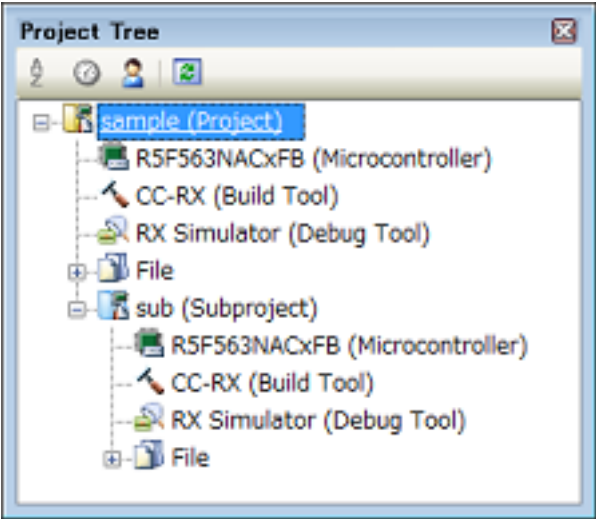 Project Tree
sample (Project)
R5F563NACxFB (Microcontroller)
CC-RX (Build Tool)
RX Simulator (Debug Tool)
File
sub (Subproject)
R5F563NACxFB (Microcontroller)
CC-RX (Build Tool)
RX Simulator (Debug Tool)
File